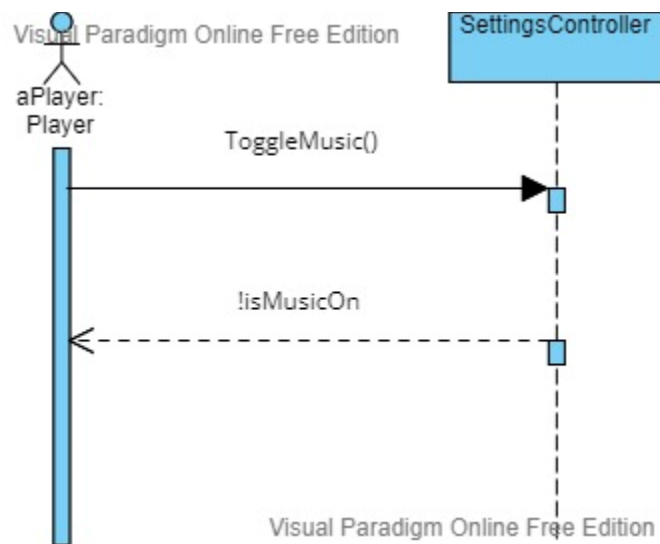 Visual Paradigm Online Free Edition
SettingsController
aPlayer:
Player
ToggleMusic()
!isMusicOn
Visual Paradigm Online Free Edition